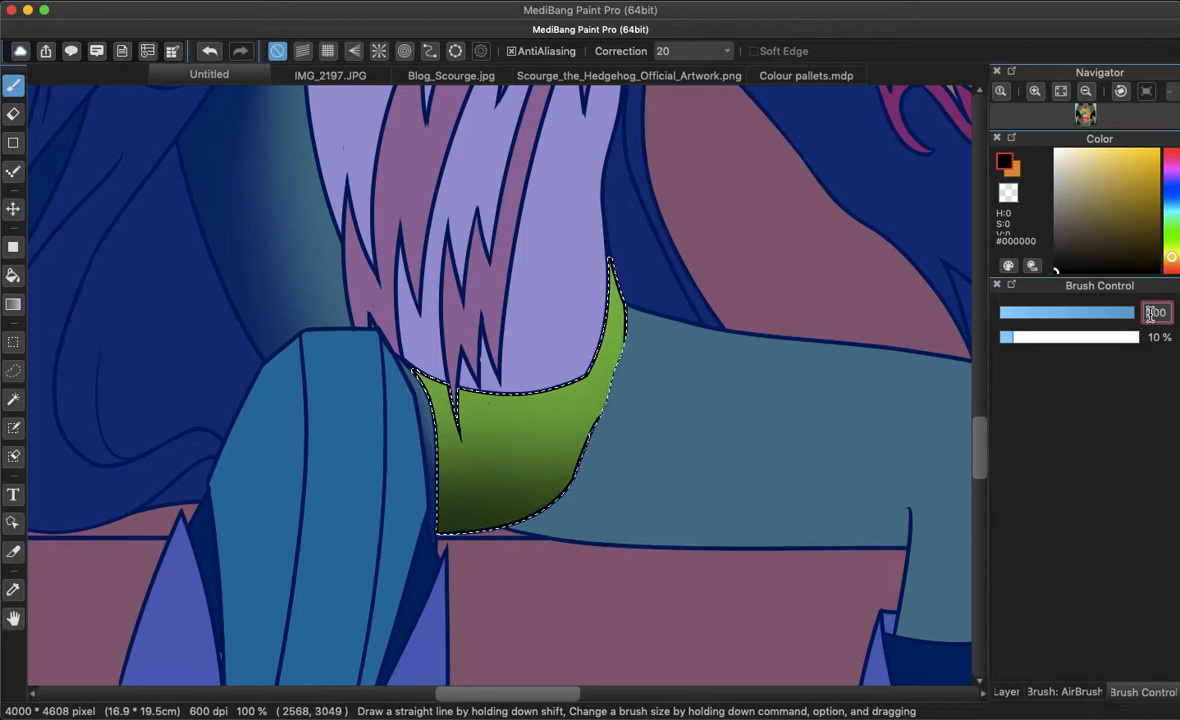 MediBang Paint Pro (64bit)
MediBang Paint Pro (64bit)
AntiAliasing Correction 20 Soft Edge
Untitled IMG_2197.JPG Blog_Scourge.jpg Scourge_the_Hedgehog_Official_Artwork.png Colour pallets.mdp
Navigator
Color
H:0
S:0
V:0
#000000
Brush Control
10 %
T
Layer Brush: AirBrush Brush Control
4000 * 4608 pixel (16.9 * 19.5cm) 600 dpi 100 % ( 2568, 3049 ) Draw a straight line by holding down shift, Change a brush size by holding down command, option, and dragging